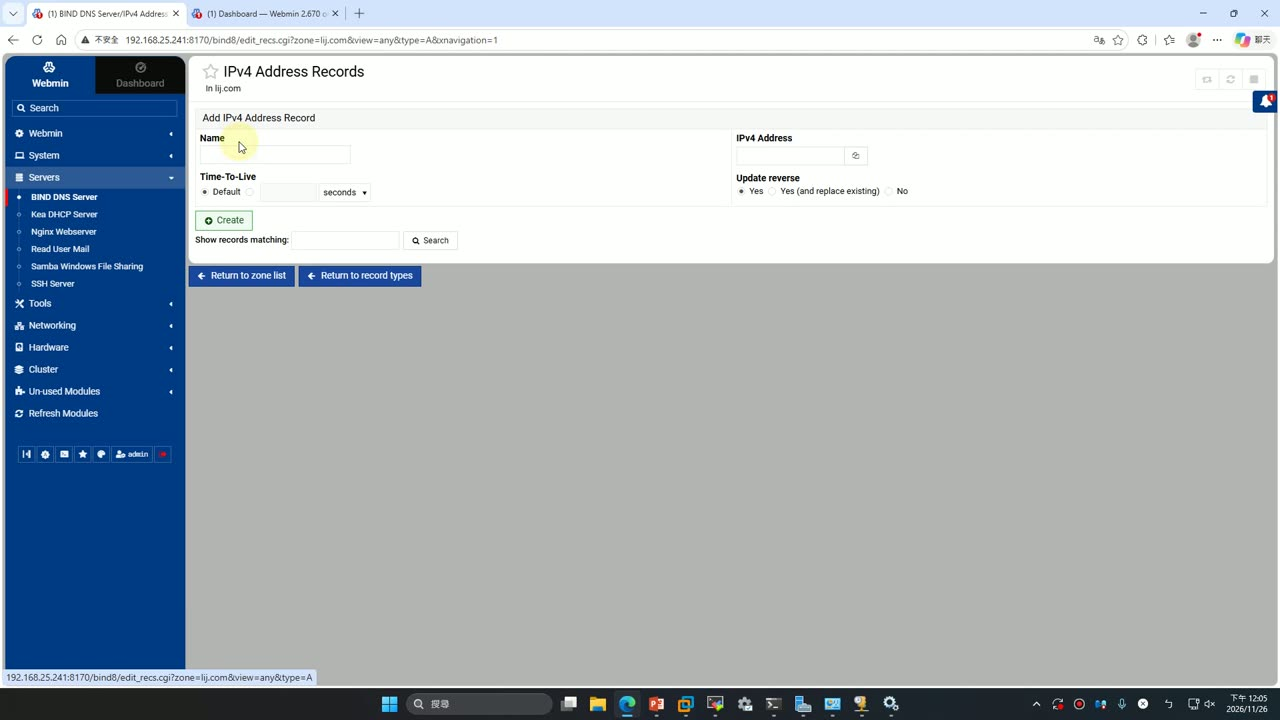 (1) BIND DNS Server/IPv4 Address
(1) Dashboard — Webmin 2.670 o
不安全
192.168.25.241:8170/bind8/edit_recs.cgi?zone=lij.com&view=any&type=A&xnavigation=1
聊天
Webmin
Dashboard
Search
Webmin
System
Servers
BIND DNS Server
Kea DHCP Server
Nginx Webserver
Read User Mail
Samba Windows File Sharing
SSH Server
Tools
Networking
Hardware
Cluster
Un-used Modules
Refresh Modules
admin
IPv4 Address Records
In lij.com
1
Add IPv4 Address Record
Name
IPv4 Address
Time-To-Live
Default seconds
Update reverse
Yes Yes (and replace existing) No
Create
Show records matching:
Search
Return to zone list
Return to record types
192.168.25.241:8170/bind8/edit_recs.cgi?zone=lij.com&view=any&type=A
搜尋
下午 12:05
2026/11/26